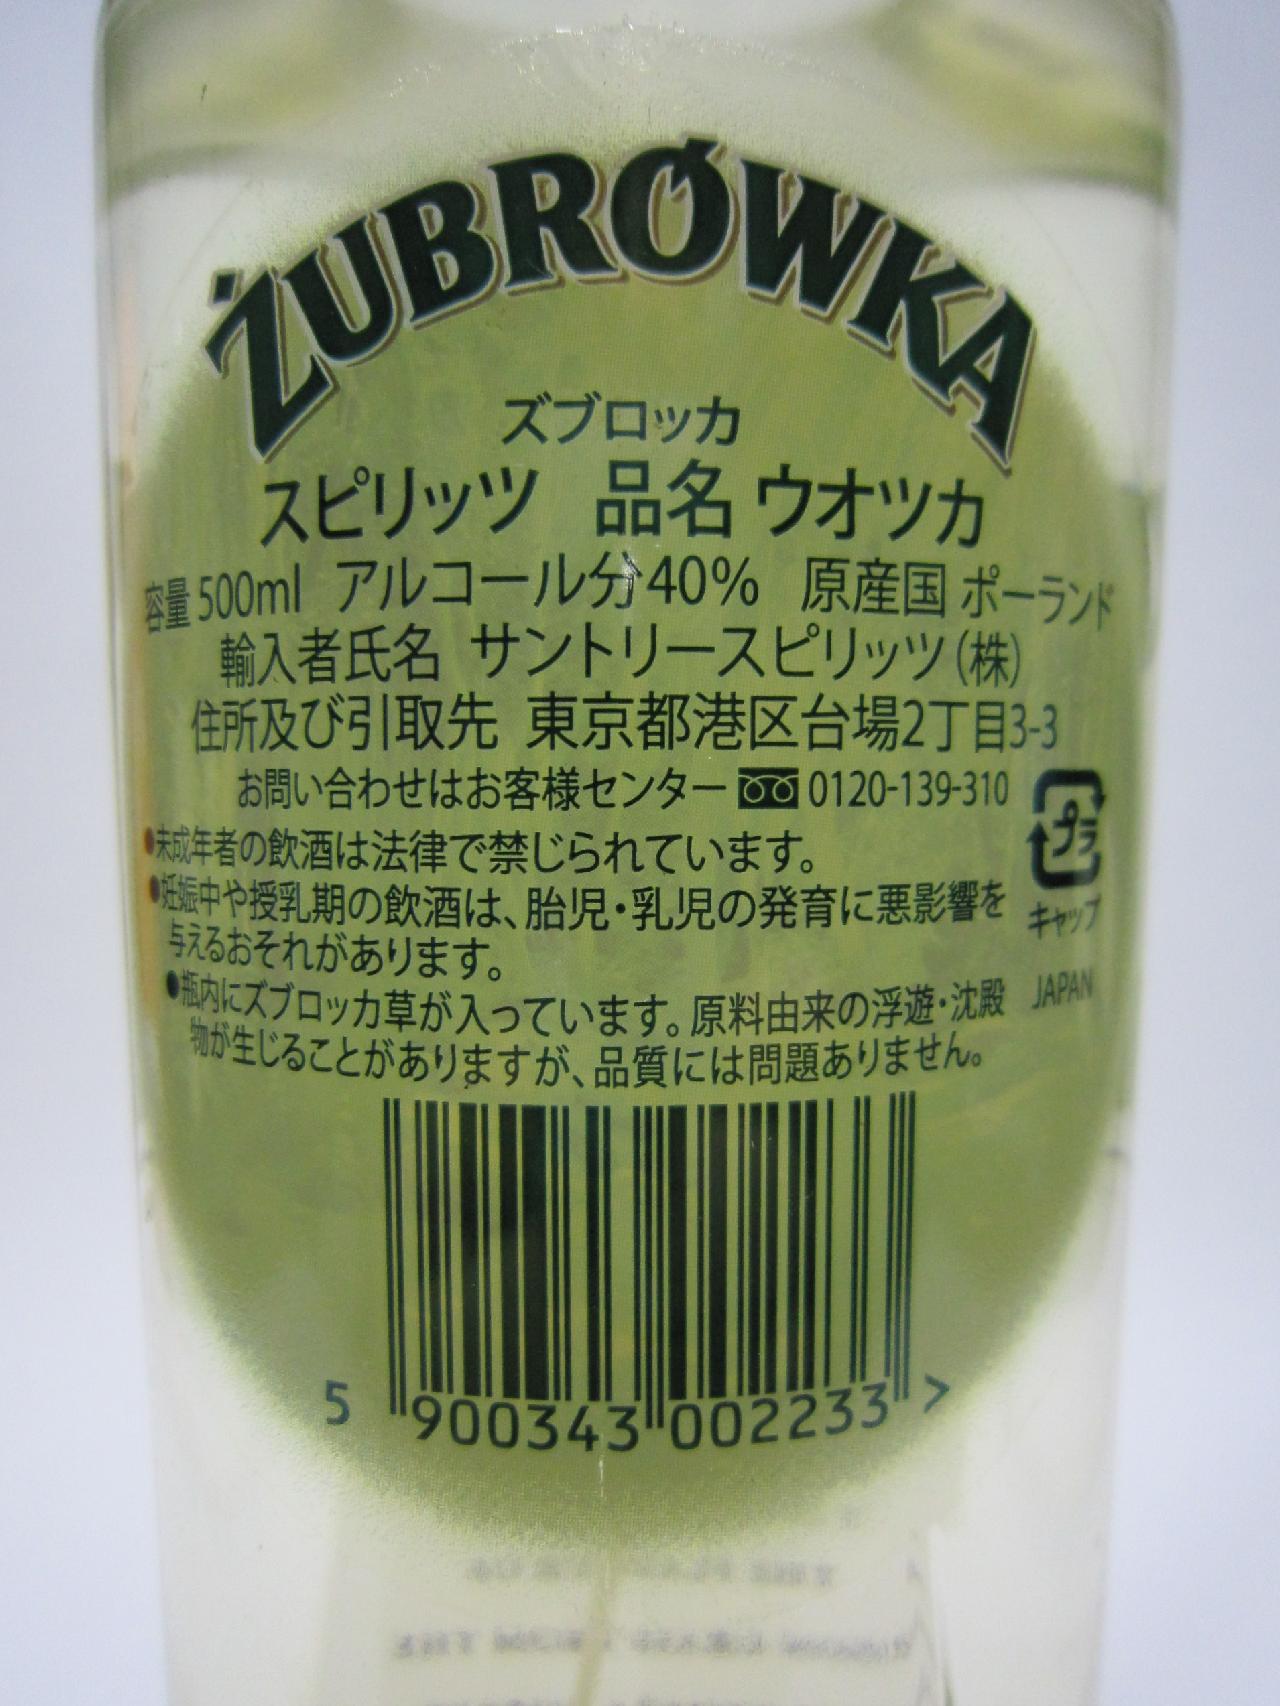 ŻUBRÓWKA
ズブロッカ
スピリッツ 品名 ウオツカ
容量 500ml アルコール分 40% 原産国 ポーランド
輸入者氏名 サントリースピリッツ(株)
住所及び引取先 東京都港区台場2丁目3-3
お問い合わせはお客様センター 0120-139-310
●未成年者の飲酒は法律で禁じられています。
●妊娠中や授乳期の飲酒は、胎児・乳児の発育に悪影響を
与えるおそれがあります。
●瓶内にズブロッカ草が入っています。原料由来の浮遊・沈殿
物が生じることがありますが、品質には問題ありません。
プラ
キャップ
JAPAN
5 900343 002233 >